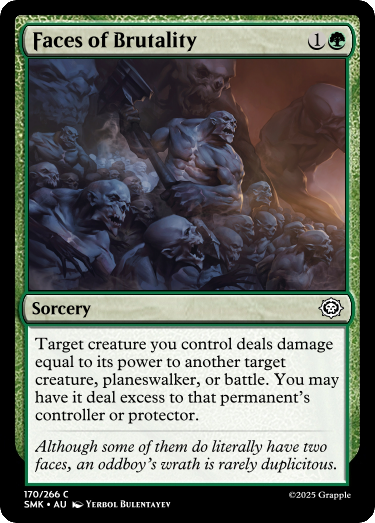 Faces of Brutality 1
Sorcery
Target creature you control deals damage
equal to its power to another target
creature, planeswalker, or battle. You may
have it deal excess to that permanent's
controller or protector.
Although some of them do literally have two
faces, an oddboy's wrath is rarely duplicitous.
170/266 C
SMK • AU Yerbol Bulentayev
©2025 Grapple